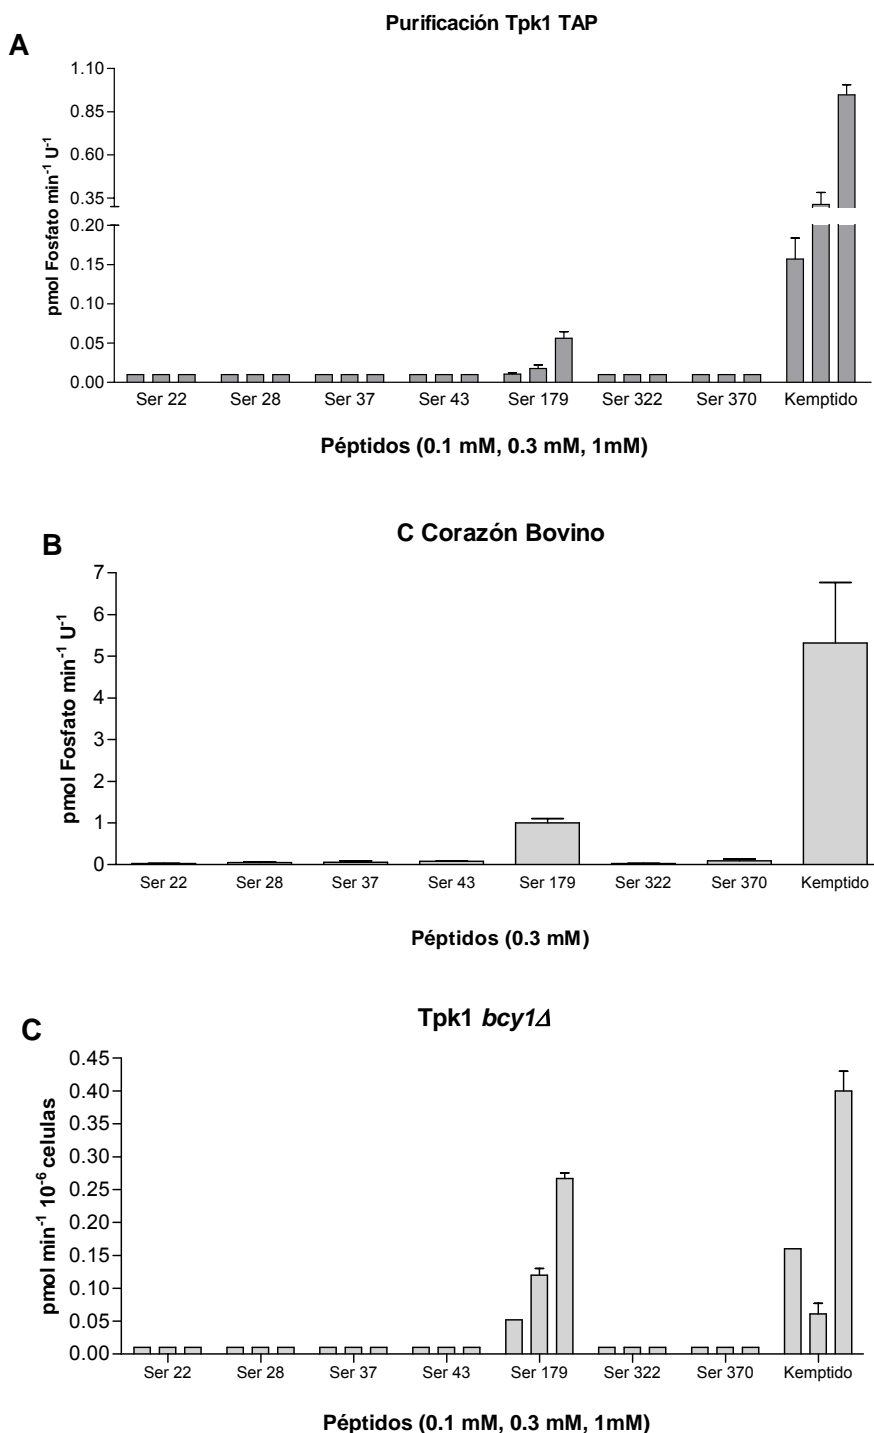 Purificación Tpk1 TAP
A
pmol Fosfato min⁻¹ U⁻¹
1.10
0.85
0.60
0.35
0.20
0.15
0.10
0.05
0.00
Ser 22 Ser 28 Ser 37 Ser 43 Ser 179 Ser 322 Ser 370 Kemptido
Péptidos (0.1 mM, 0.3 mM, 1mM)
C Corazón Bovino
B
pmol Fosfato min⁻¹ U⁻¹
7
6
5
4
3
2
1
0
Ser 22 Ser 28 Ser 37 Ser 43 Ser 179 Ser 322 Ser 370 Kemptido
Péptidos (0.3 mM)
Tpk1 bcy1Δ
C
pmol min⁻¹ 10⁻⁶ celulas
0.45
0.40
0.35
0.30
0.25
0.20
0.15
0.10
0.05
0.00
Ser 22 Ser 28 Ser 37 Ser 43 Ser 179 Ser 322 Ser 370 Kemptido
Péptidos (0.1 mM, 0.3 mM, 1mM)